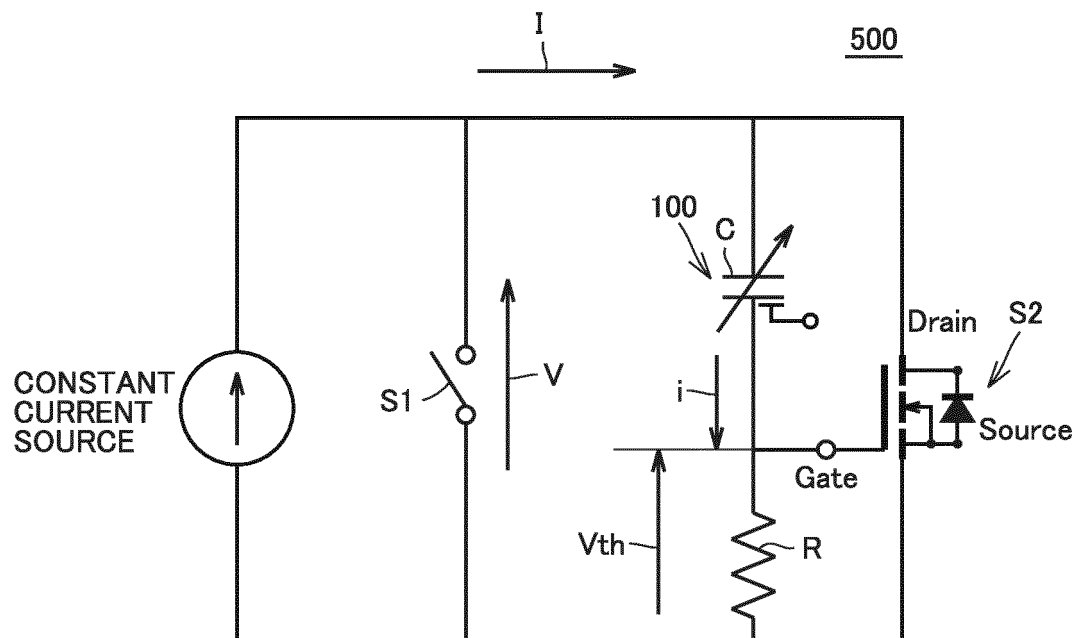 I
500
100
C
Drain
S2
CONSTANT
CURRENT
SOURCE
S1
V
i
Source
Gate
Vth
R